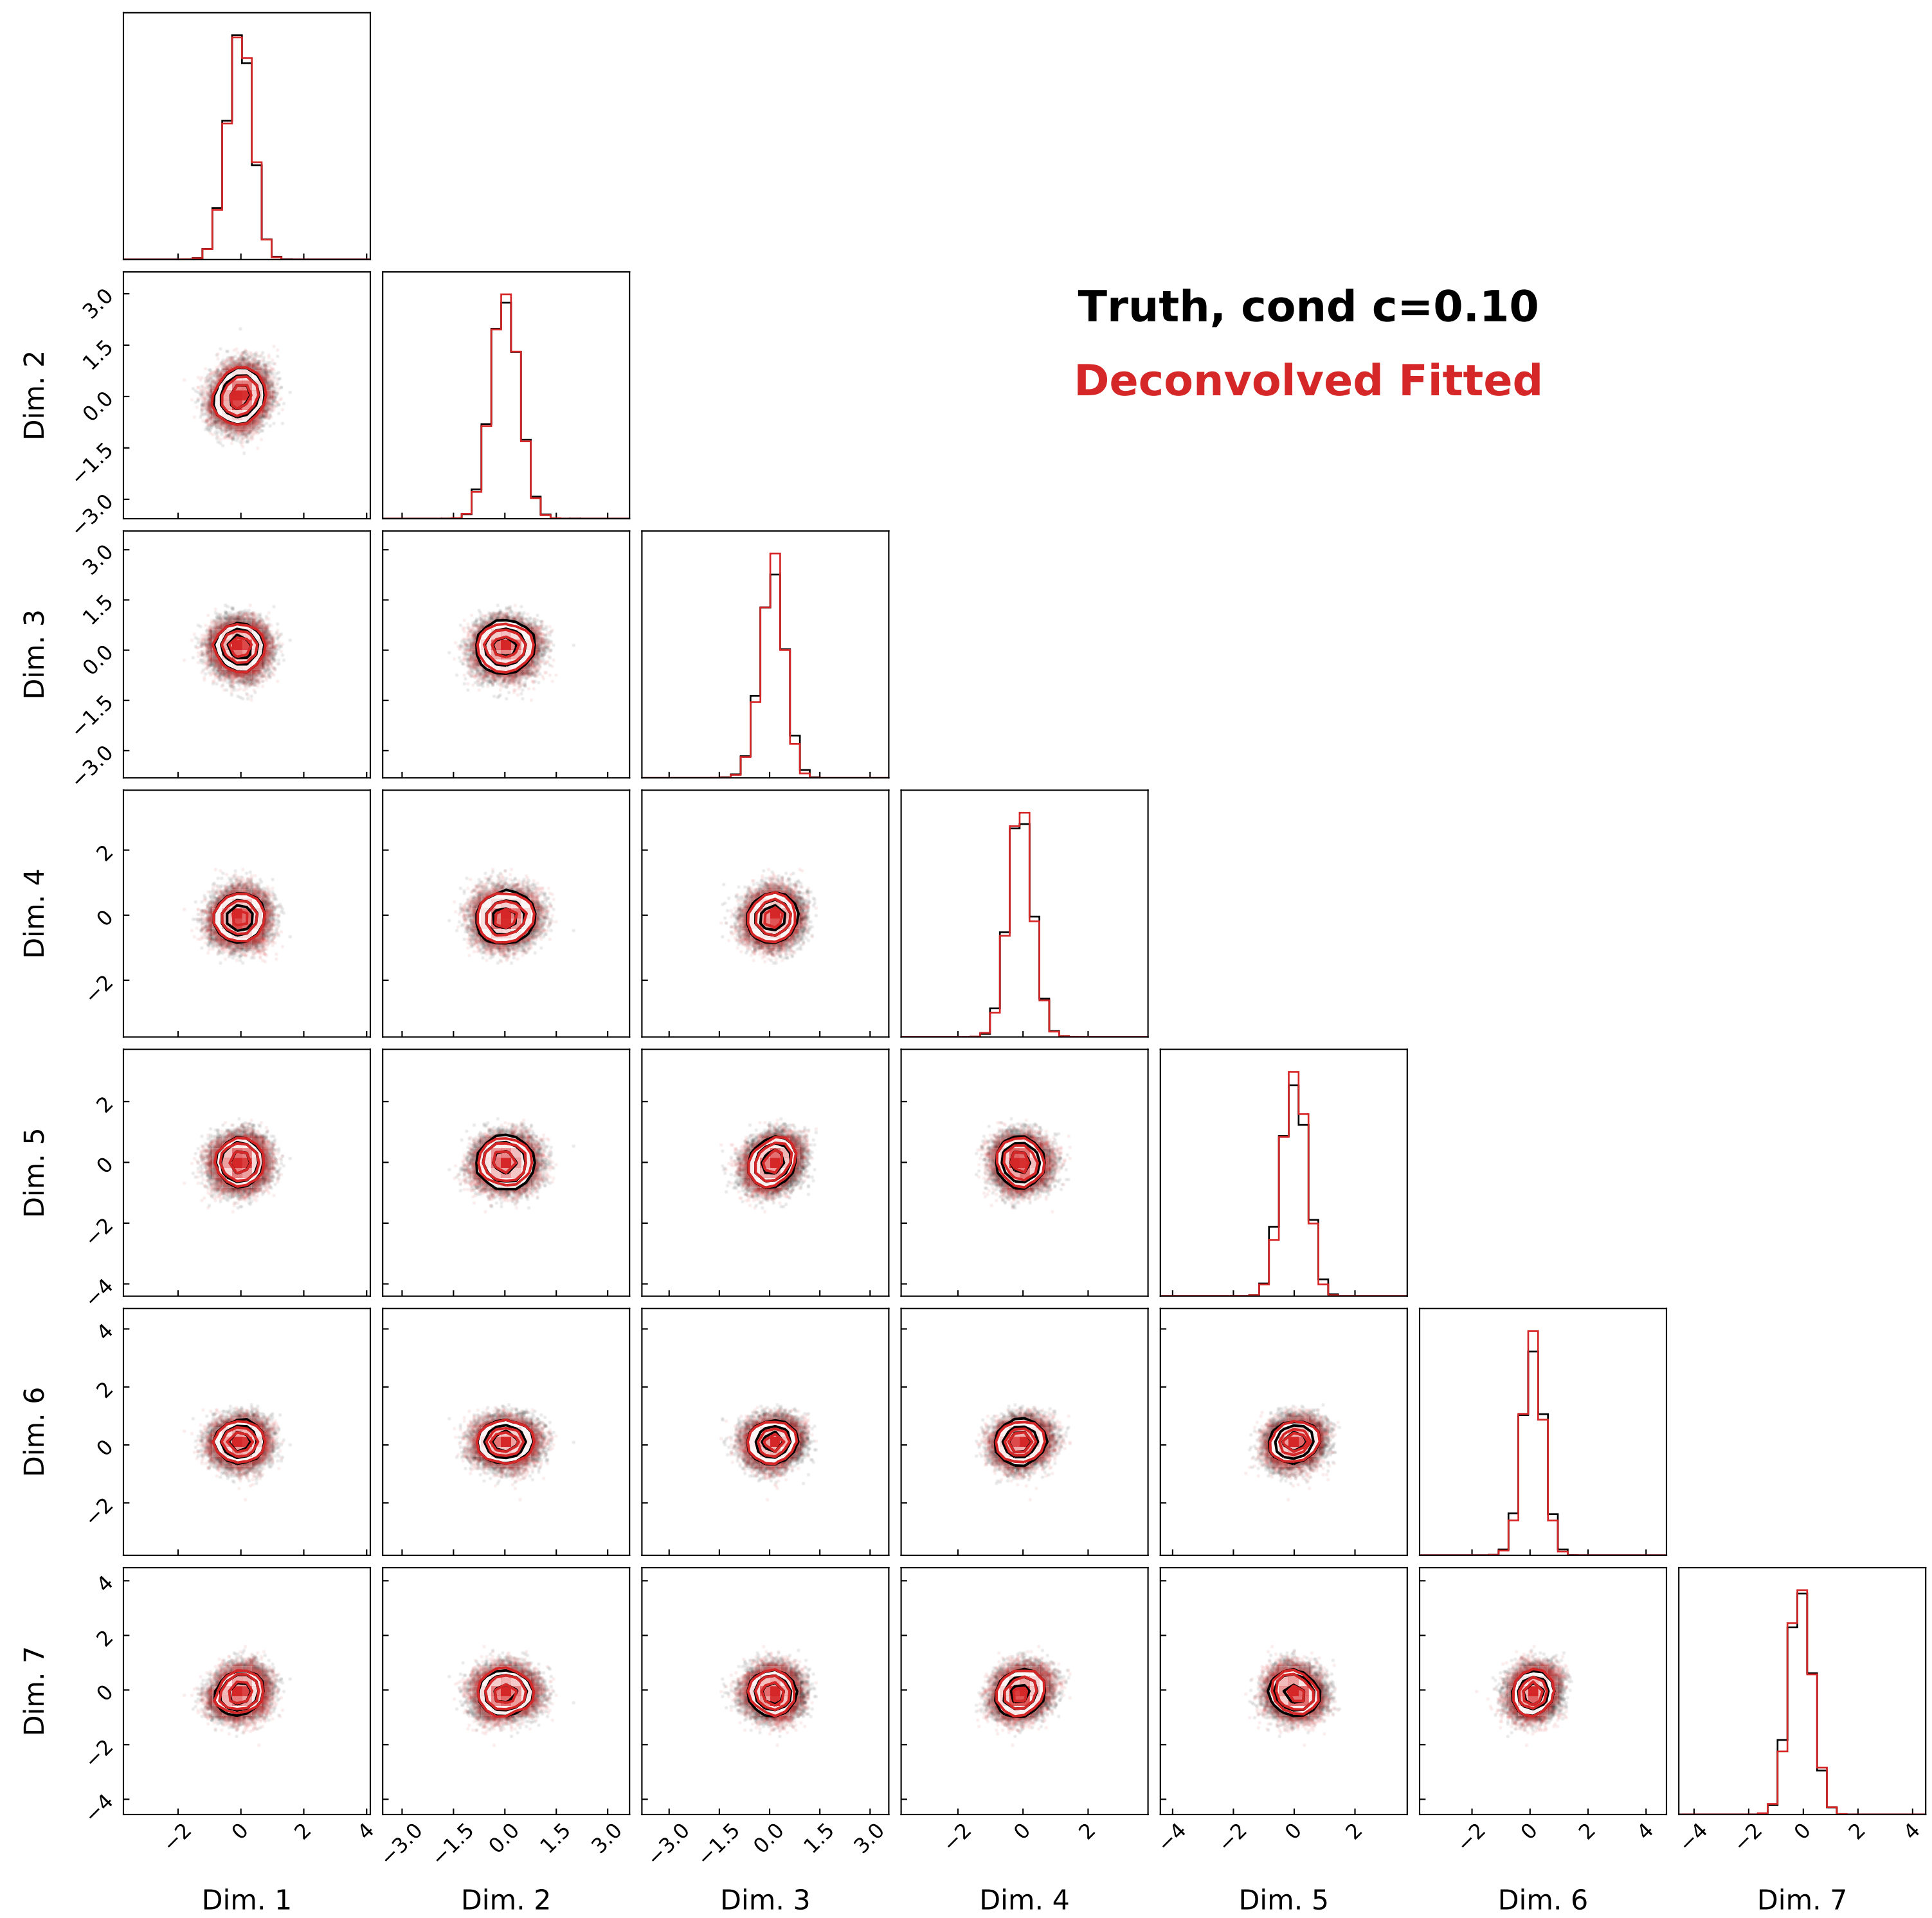 Truth, cond c=0.10
Deconvolved Fitted
3.0
1.5
0.0
−1.5
−3.0
Dim. 2
3.0
1.5
0.0
−1.5
−3.0
Dim. 3
2
0
−2
Dim. 4
2
0
−2
−4
Dim. 5
4
2
0
−2
Dim. 6
4
2
0
−2
−4
Dim. 7
−2 0 2 4
−3.0 −1.5 0.0 1.5 3.0
−3.0 −1.5 0.0 1.5 3.0
−2 0 2
−4 −2 0 2
−2 0 2 4
−4 −2 0 2 4
Dim. 1 Dim. 2 Dim. 3 Dim. 4 Dim. 5 Dim. 6 Dim. 7